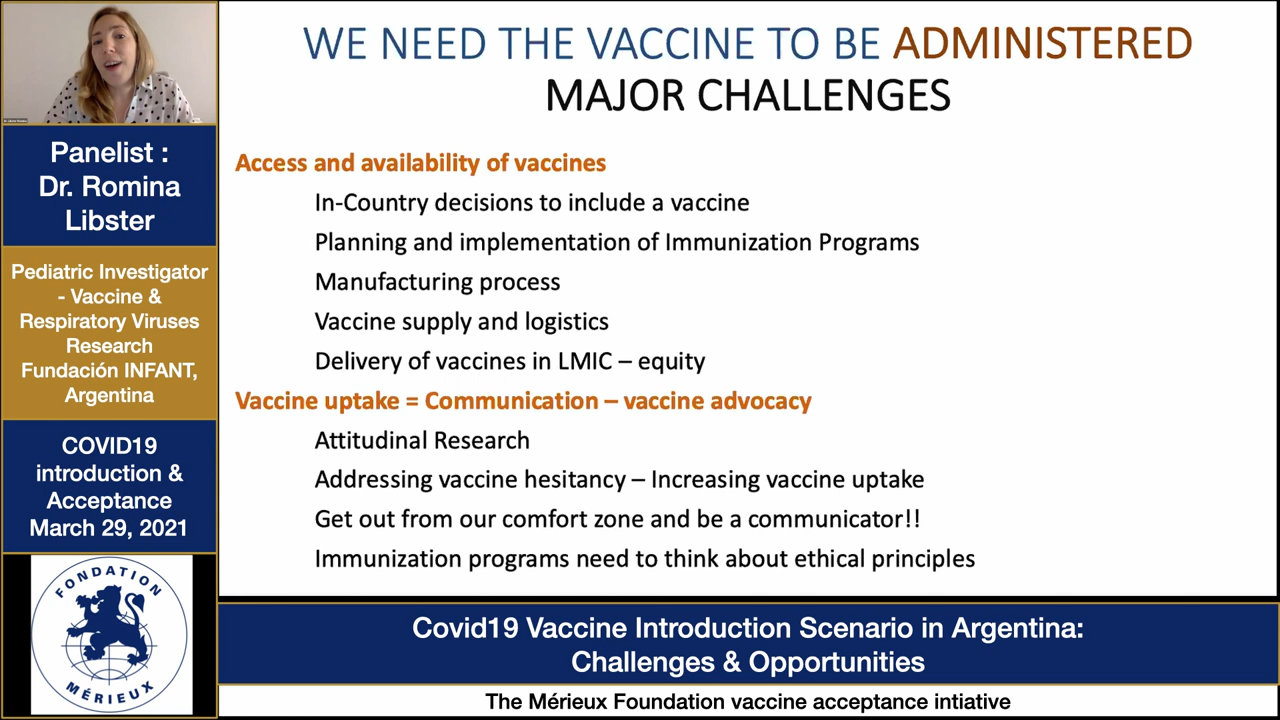 WE NEED THE VACCINE TO BE ADMINISTERED
MAJOR CHALLENGES
Access and availability of vaccines
In-Country decisions to include a vaccine
Planning and implementation of Immunization Programs
Manufacturing process
Vaccine supply and logistics
Delivery of vaccines in LMIC – equity
Vaccine uptake = Communication – vaccine advocacy
Attitudinal Research
Addressing vaccine hesitancy – Increasing vaccine uptake
Get out from our comfort zone and be a communicator!!
Immunization programs need to think about ethical principles
Panelist :
Dr. Romina
Libster
Pediatric Investigator
- Vaccine &
Respiratory Viruses
Research
Fundación INFANT,
Argentina
COVID19
introduction &
Acceptance
March 29, 2021
FONDATION
MÉRIEUX
Covid19 Vaccine Introduction Scenario in Argentina:
Challenges & Opportunities
The Mérieux Foundation vaccine acceptance intiative